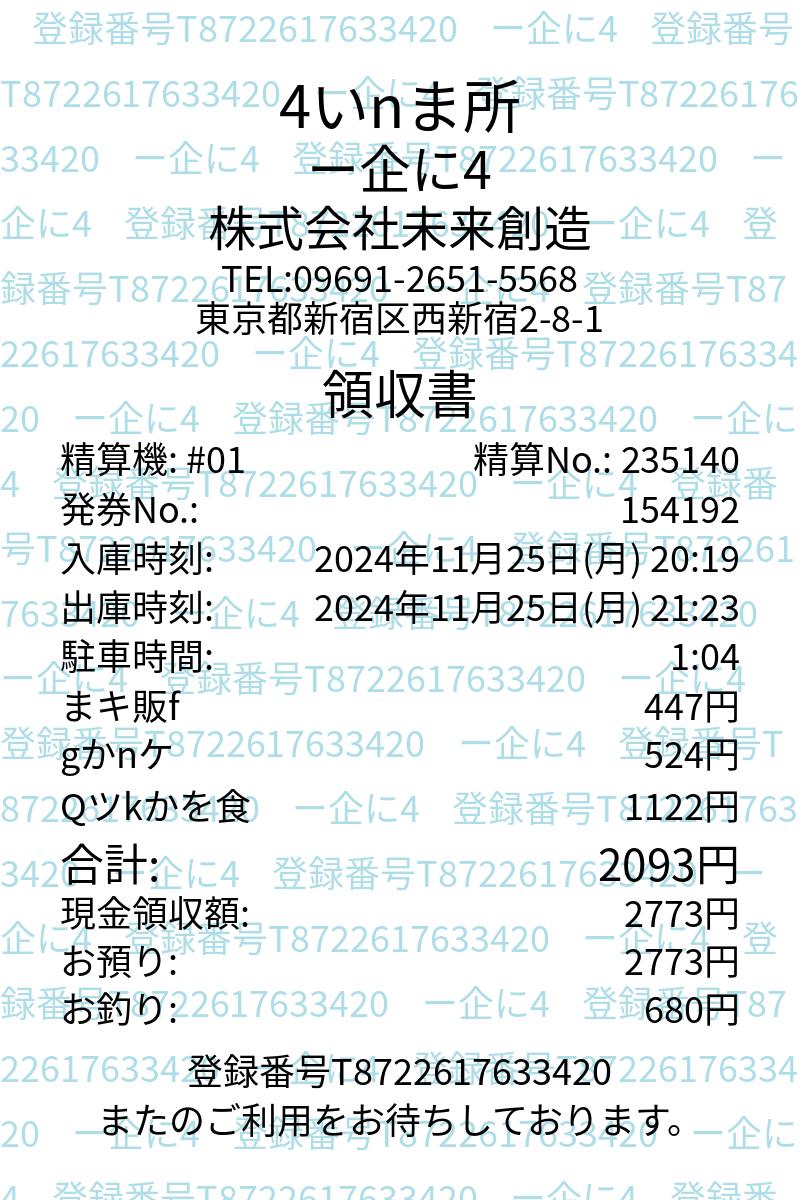 4いnま所
ー企に4
株式会社未来創造
TEL:09691-2651-5568
東京都新宿区西新宿2-8-1
領収書
精算機: #01 精算No.: 235140
発券No.: 154192
入庫時刻: 2024年11月25日(月) 20:19
出庫時刻: 2024年11月25日(月) 21:23
駐車時間: 1:04
まキ販f 447円
gかnケ 524円
Qツkかを食 1122円
合計: 2093円
現金領収額: 2773円
お預り: 2773円
お釣り: 680円
登録番号T8722617633420
またのご利用をお待ちしております。